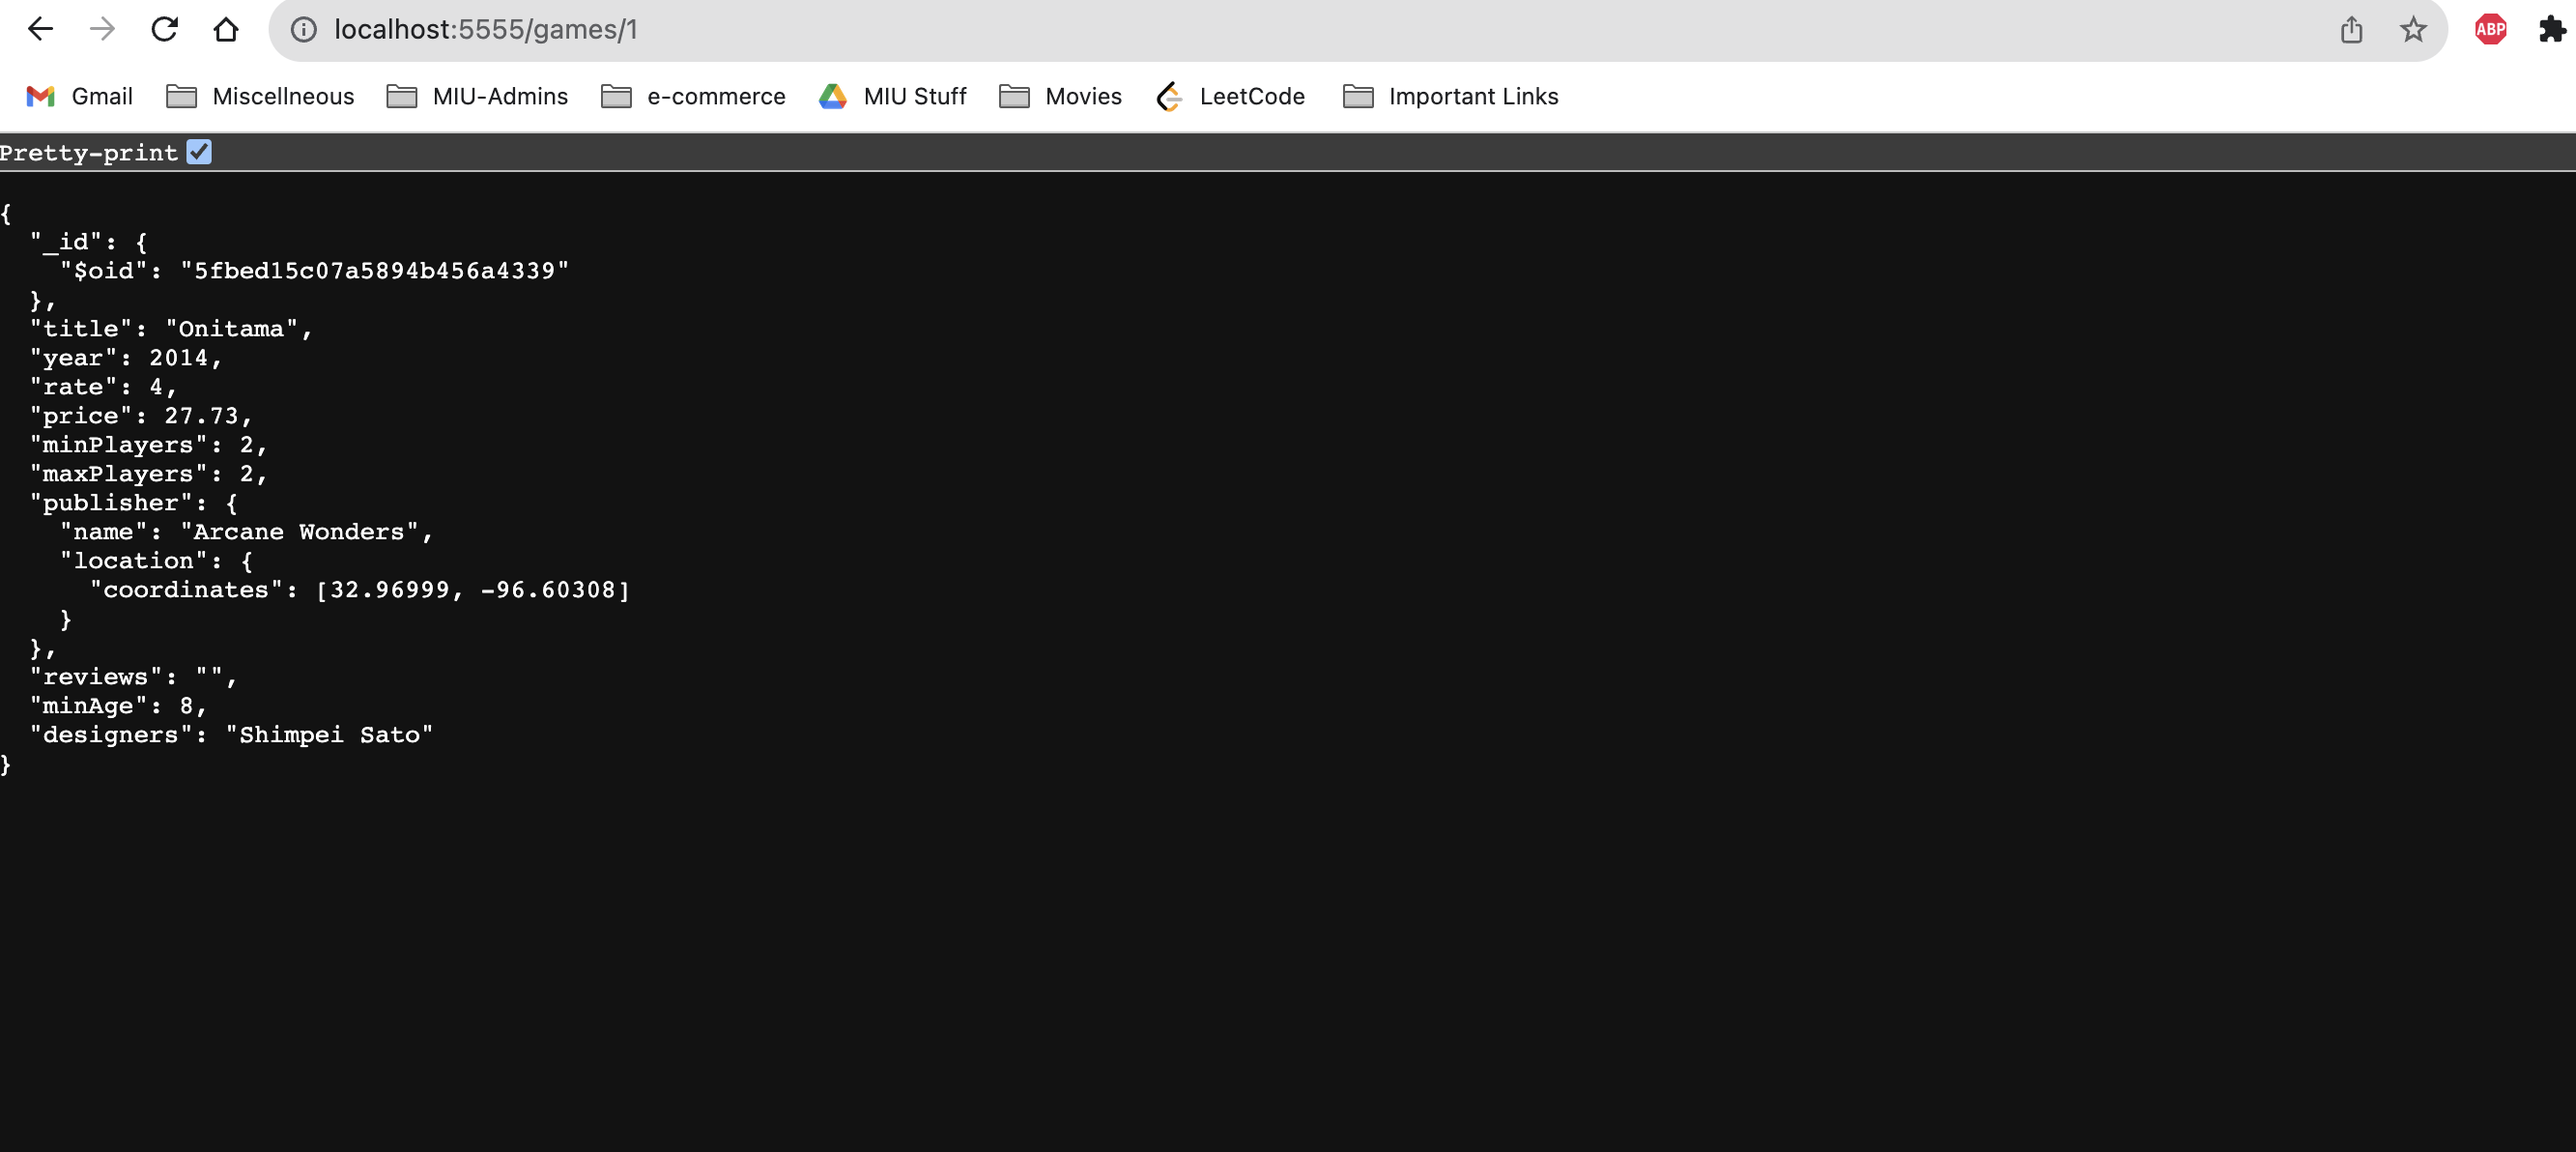 localhost:5555/games/1
ABP
Gmail Miscellneous MIU-Admins e-commerce MIU Stuff Movies LeetCode Important Links
Pretty-print
{
  "_id": {
    "$oid": "5fbed15c07a5894b456a4339"
  },
  "title": "Onitama",
  "year": 2014,
  "rate": 4,
  "price": 27.73,
  "minPlayers": 2,
  "maxPlayers": 2,
  "publisher": {
    "name": "Arcane Wonders",
    "location": {
      "coordinates": [32.96999, -96.60308]
    }
  },
  "reviews": "",
  "minAge": 8,
  "designers": "Shimpei Sato"
}